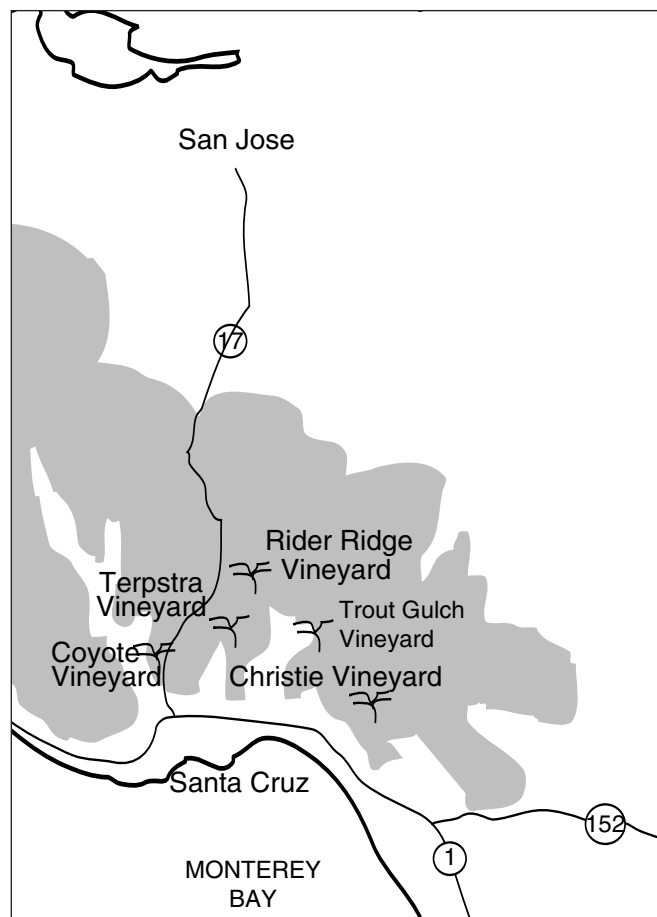 San Jose
17
Rider Ridge
Vineyard
Terpstra
Vineyard
Trout Gulch
Vineyard
Coyote
Vineyard
Christie Vineyard
Santa Cruz
152
1
MONTEREY
BAY